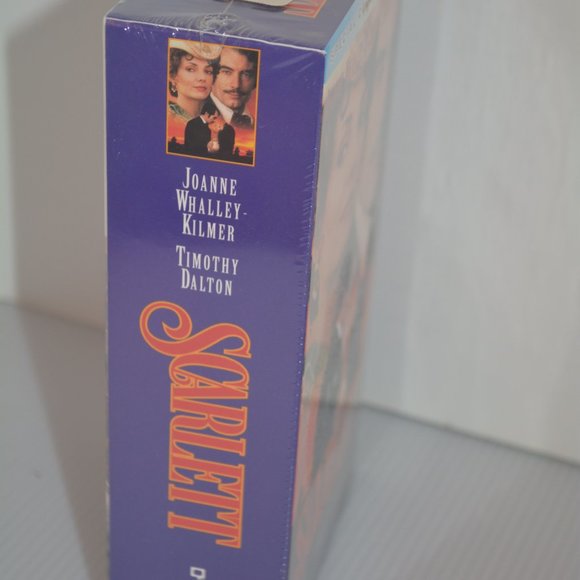 JOANNE
WHALLEY-
KILMER
TIMOTHY
DALTON
SCARLETT